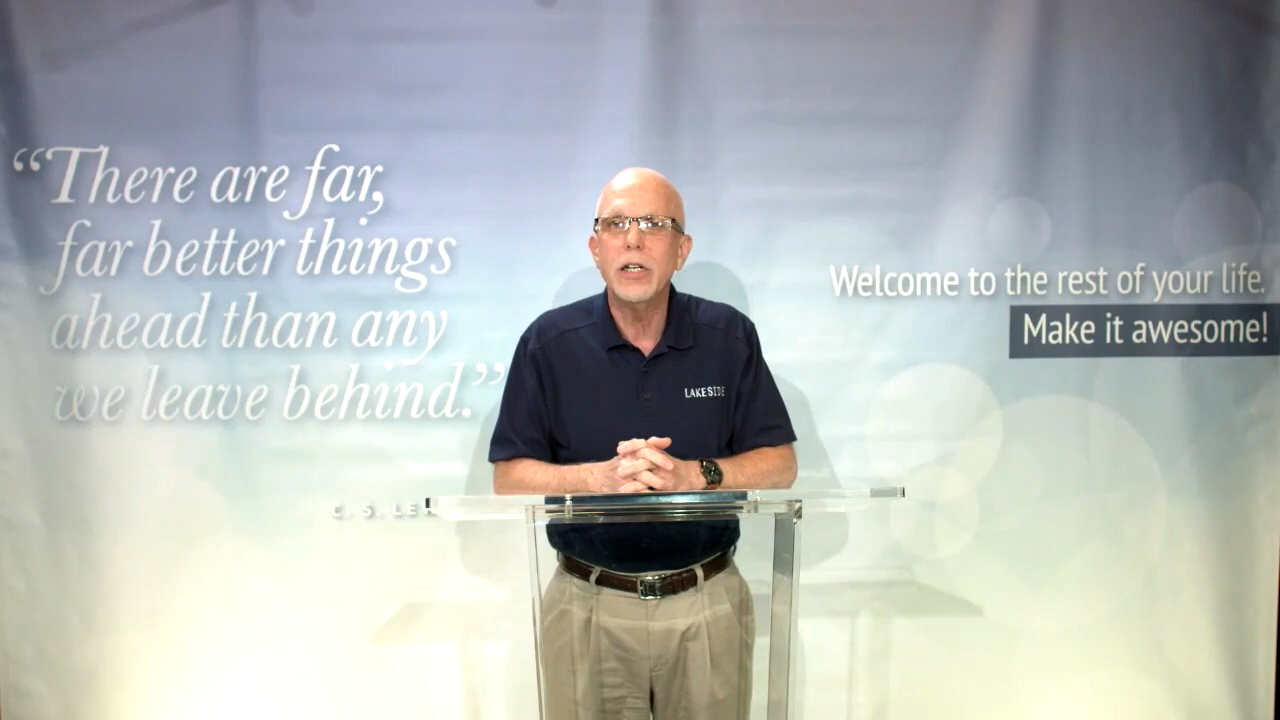 “There are far,
far better things
ahead than any
we leave behind.”
C. S. LE
Welcome to the rest of your life.
Make it awesome!
LAKESIDE